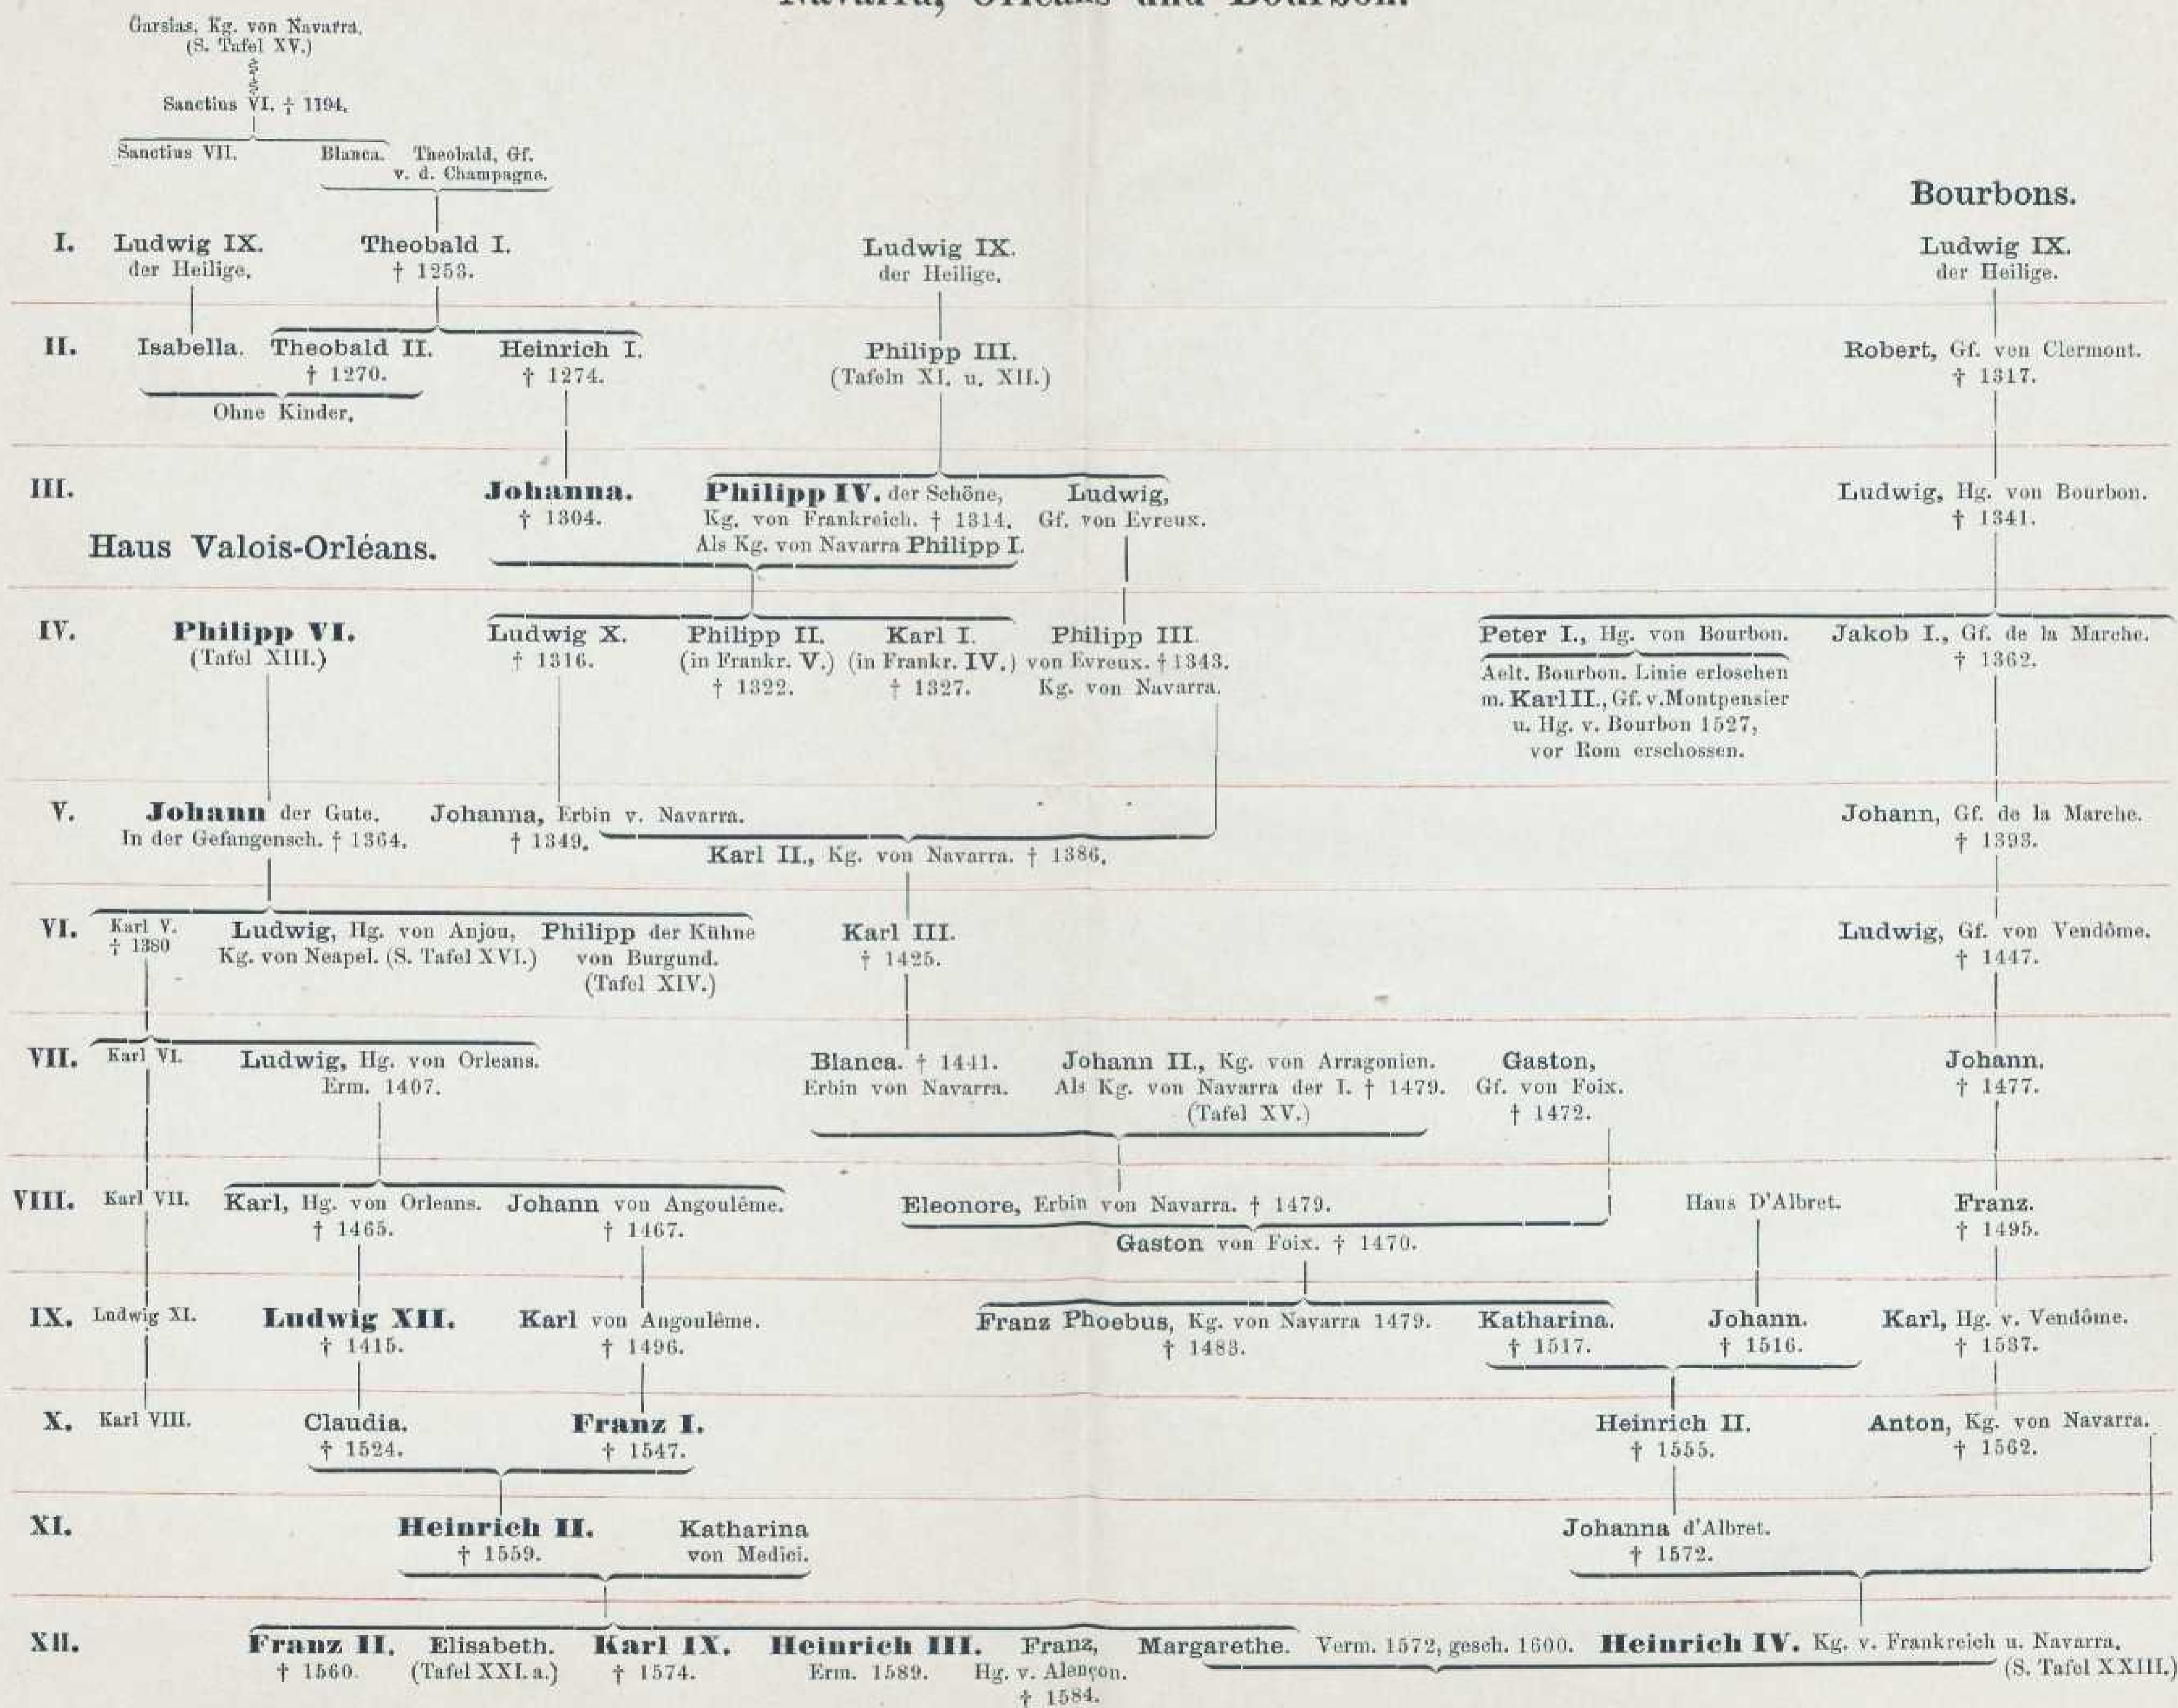 Navarra, Orleans und Bourbon.
Garsias, Kg. von Navarra.
(S. Tafel XV.)
Sanctius VI. † 1194.
Sanctius VII. Blanca. Theobald, Gf.
v. d. Champagne.
Bourbons.
I. Ludwig IX. Theobald I. Ludwig IX. Ludwig IX.
der Heilige. † 1253. der Heilige. der Heilige.
II. Isabella. Theobald II. Heinrich I. Philipp III. Robert, Gf. von Clermont.
† 1270. † 1274. (Tafeln XI. u. XII.) † 1317.
Ohne Kinder.
III. Johanna. Philipp IV. der Schöne, Ludwig, Ludwig, Hg. von Bourbon.
† 1304. Kg. von Frankreich. † 1314. Gf. von Evreux. † 1341.
Haus Valois-Orléans. Als Kg. von Navarra Philipp I.
IV. Philipp VI. Ludwig X. Philipp II. Karl I. Philipp III. Peter I., Hg. von Bourbon. Jakob I., Gf. de la Marche.
(Tafel XIII.) † 1316. (in Frankr. V.) (in Frankr. IV.) von Evreux. † 1343. † 1362.
† 1322. † 1327. Kg. von Navarra.
Aelt. Bourbon. Linie erloschen
m. Karl II., Gf. v. Montpensier
u. Hg. v. Bourbon 1527,
vor Rom erschossen.
V. Johann der Gute. Johanna, Erbin v. Navarra. Johann, Gf. de la Marche.
In der Gefangensch. † 1364. † 1349. † 1393.
Karl II., Kg. von Navarra. † 1386.
VI. Karl V. Ludwig, Hg. von Anjou, Philipp der Kühne Karl III. Ludwig, Gf. von Vendôme.
† 1380 Kg. von Neapel. (S. Tafel XVI.) von Burgund. † 1425. † 1447.
(Tafel XIV.)
VII. Karl VI. Ludwig, Hg. von Orleans. Blanca. † 1441. Johann II., Kg. von Arragonien. Gaston, Johann.
Erm. 1407. Erbin von Navarra. Als Kg. von Navarra der I. † 1479. Gf. von Foix. † 1477.
(Tafel XV.) † 1472.
VIII. Karl VII. Karl, Hg. von Orleans. Johann von Angoulême. Eleonore, Erbin von Navarra. † 1479. Haus D'Albret. Franz.
† 1465. † 1467. † 1495.
Gaston von Foix. † 1470.
IX. Ludwig XI. Ludwig XII. Karl von Angoulême. Franz Phoebus, Kg. von Navarra 1479. Katharina. Johann. Karl, Hg. v. Vendôme.
† 1415. † 1496. † 1483. † 1517. † 1516. † 1537.
X. Karl VIII. Claudia. Franz I. Heinrich II. Anton, Kg. von Navarra.
† 1524. † 1547. † 1555. † 1562.
XI. Heinrich II. Katharina Johanna d'Albret.
† 1559. von Medici. † 1572.
XII. Franz II. Elisabeth. Karl IX. Heinrich III. Franz, Margarethe. Verm. 1572, gesch. 1600. Heinrich IV. Kg. v. Frankreich u. Navarra.
† 1560. (Tafel XXI. a.) † 1574. Erm. 1589. Hg. v. Alençon. (S. Tafel XXIII.)
† 1584.